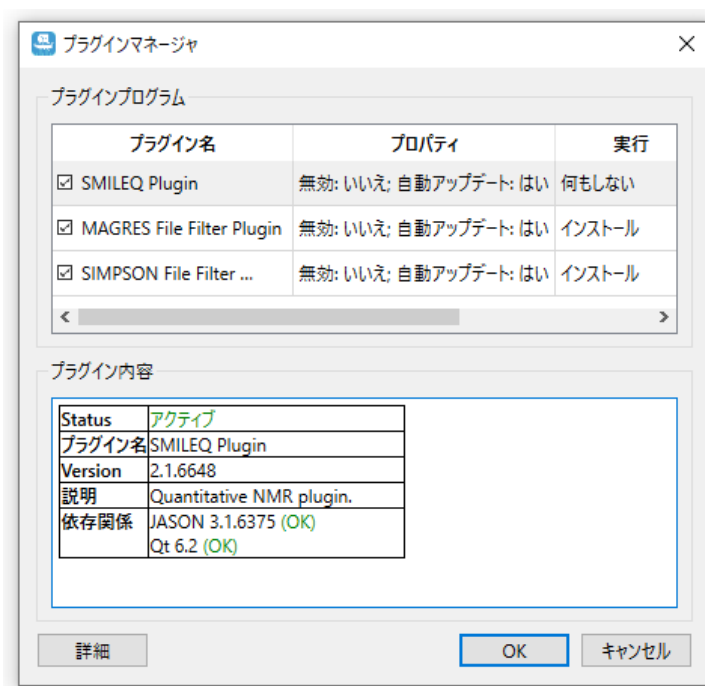 プラグインマネージャ
プラグインプログラム
プラグイン名 プロパティ 実行
SMILEQ Plugin 無効: いいえ; 自動アップデート: はい 何もしない
MAGRES File Filter Plugin 無効: いいえ; 自動アップデート: はい インストール
SIMPSON File Filter ... 無効: いいえ; 自動アップデート: はい インストール
プラグイン内容
Status アクティブ
プラグイン名 SMILEQ Plugin
Version 2.1.6648
説明 Quantitative NMR plugin.
依存関係 JASON 3.1.6375 (OK)
Qt 6.2 (OK)
詳細 OK キャンセル